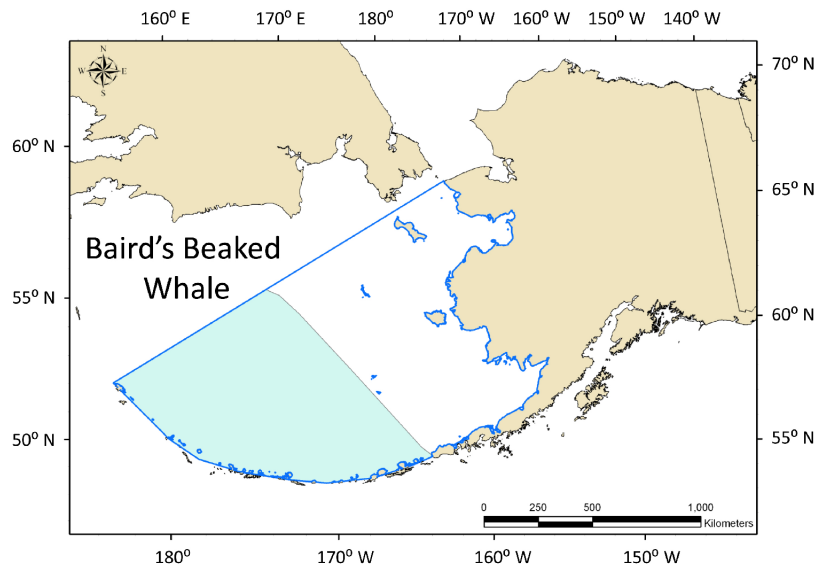 160° E 170° E 180° 170° W 160° W 150° W 140° W
N
W E
S
70° N
60° N
65° N
Baird's Beaked
Whale
55° N
60° N
50° N
55° N
0 250 500 1,000
Kilometers
180° 170° W 160° W 150° W